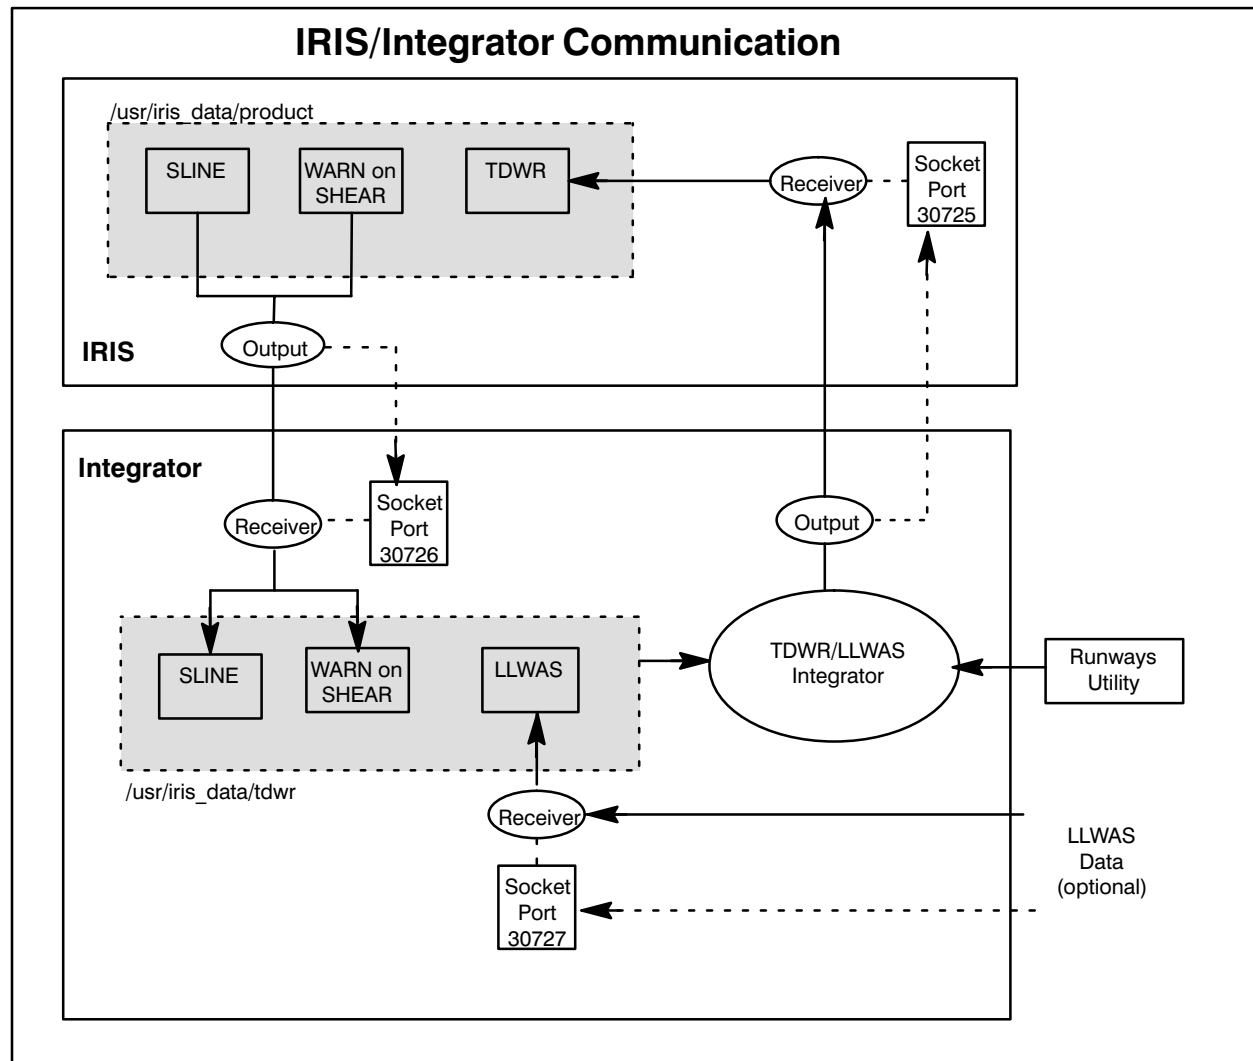 IRIS/Integrator Communication
/usr/iris_data/product
SLINE
WARN on
SHEAR
TDWR
Receiver
Socket
Port
30725
Output
IRIS
Integrator
Receiver
Socket
Port
30726
Output
SLINE
WARN on
SHEAR
LLWAS
TDWR/LLWAS
Integrator
Runways
Utility
/usr/iris_data/tdwr
Receiver
LLWAS
Data
(optional)
Socket
Port
30727